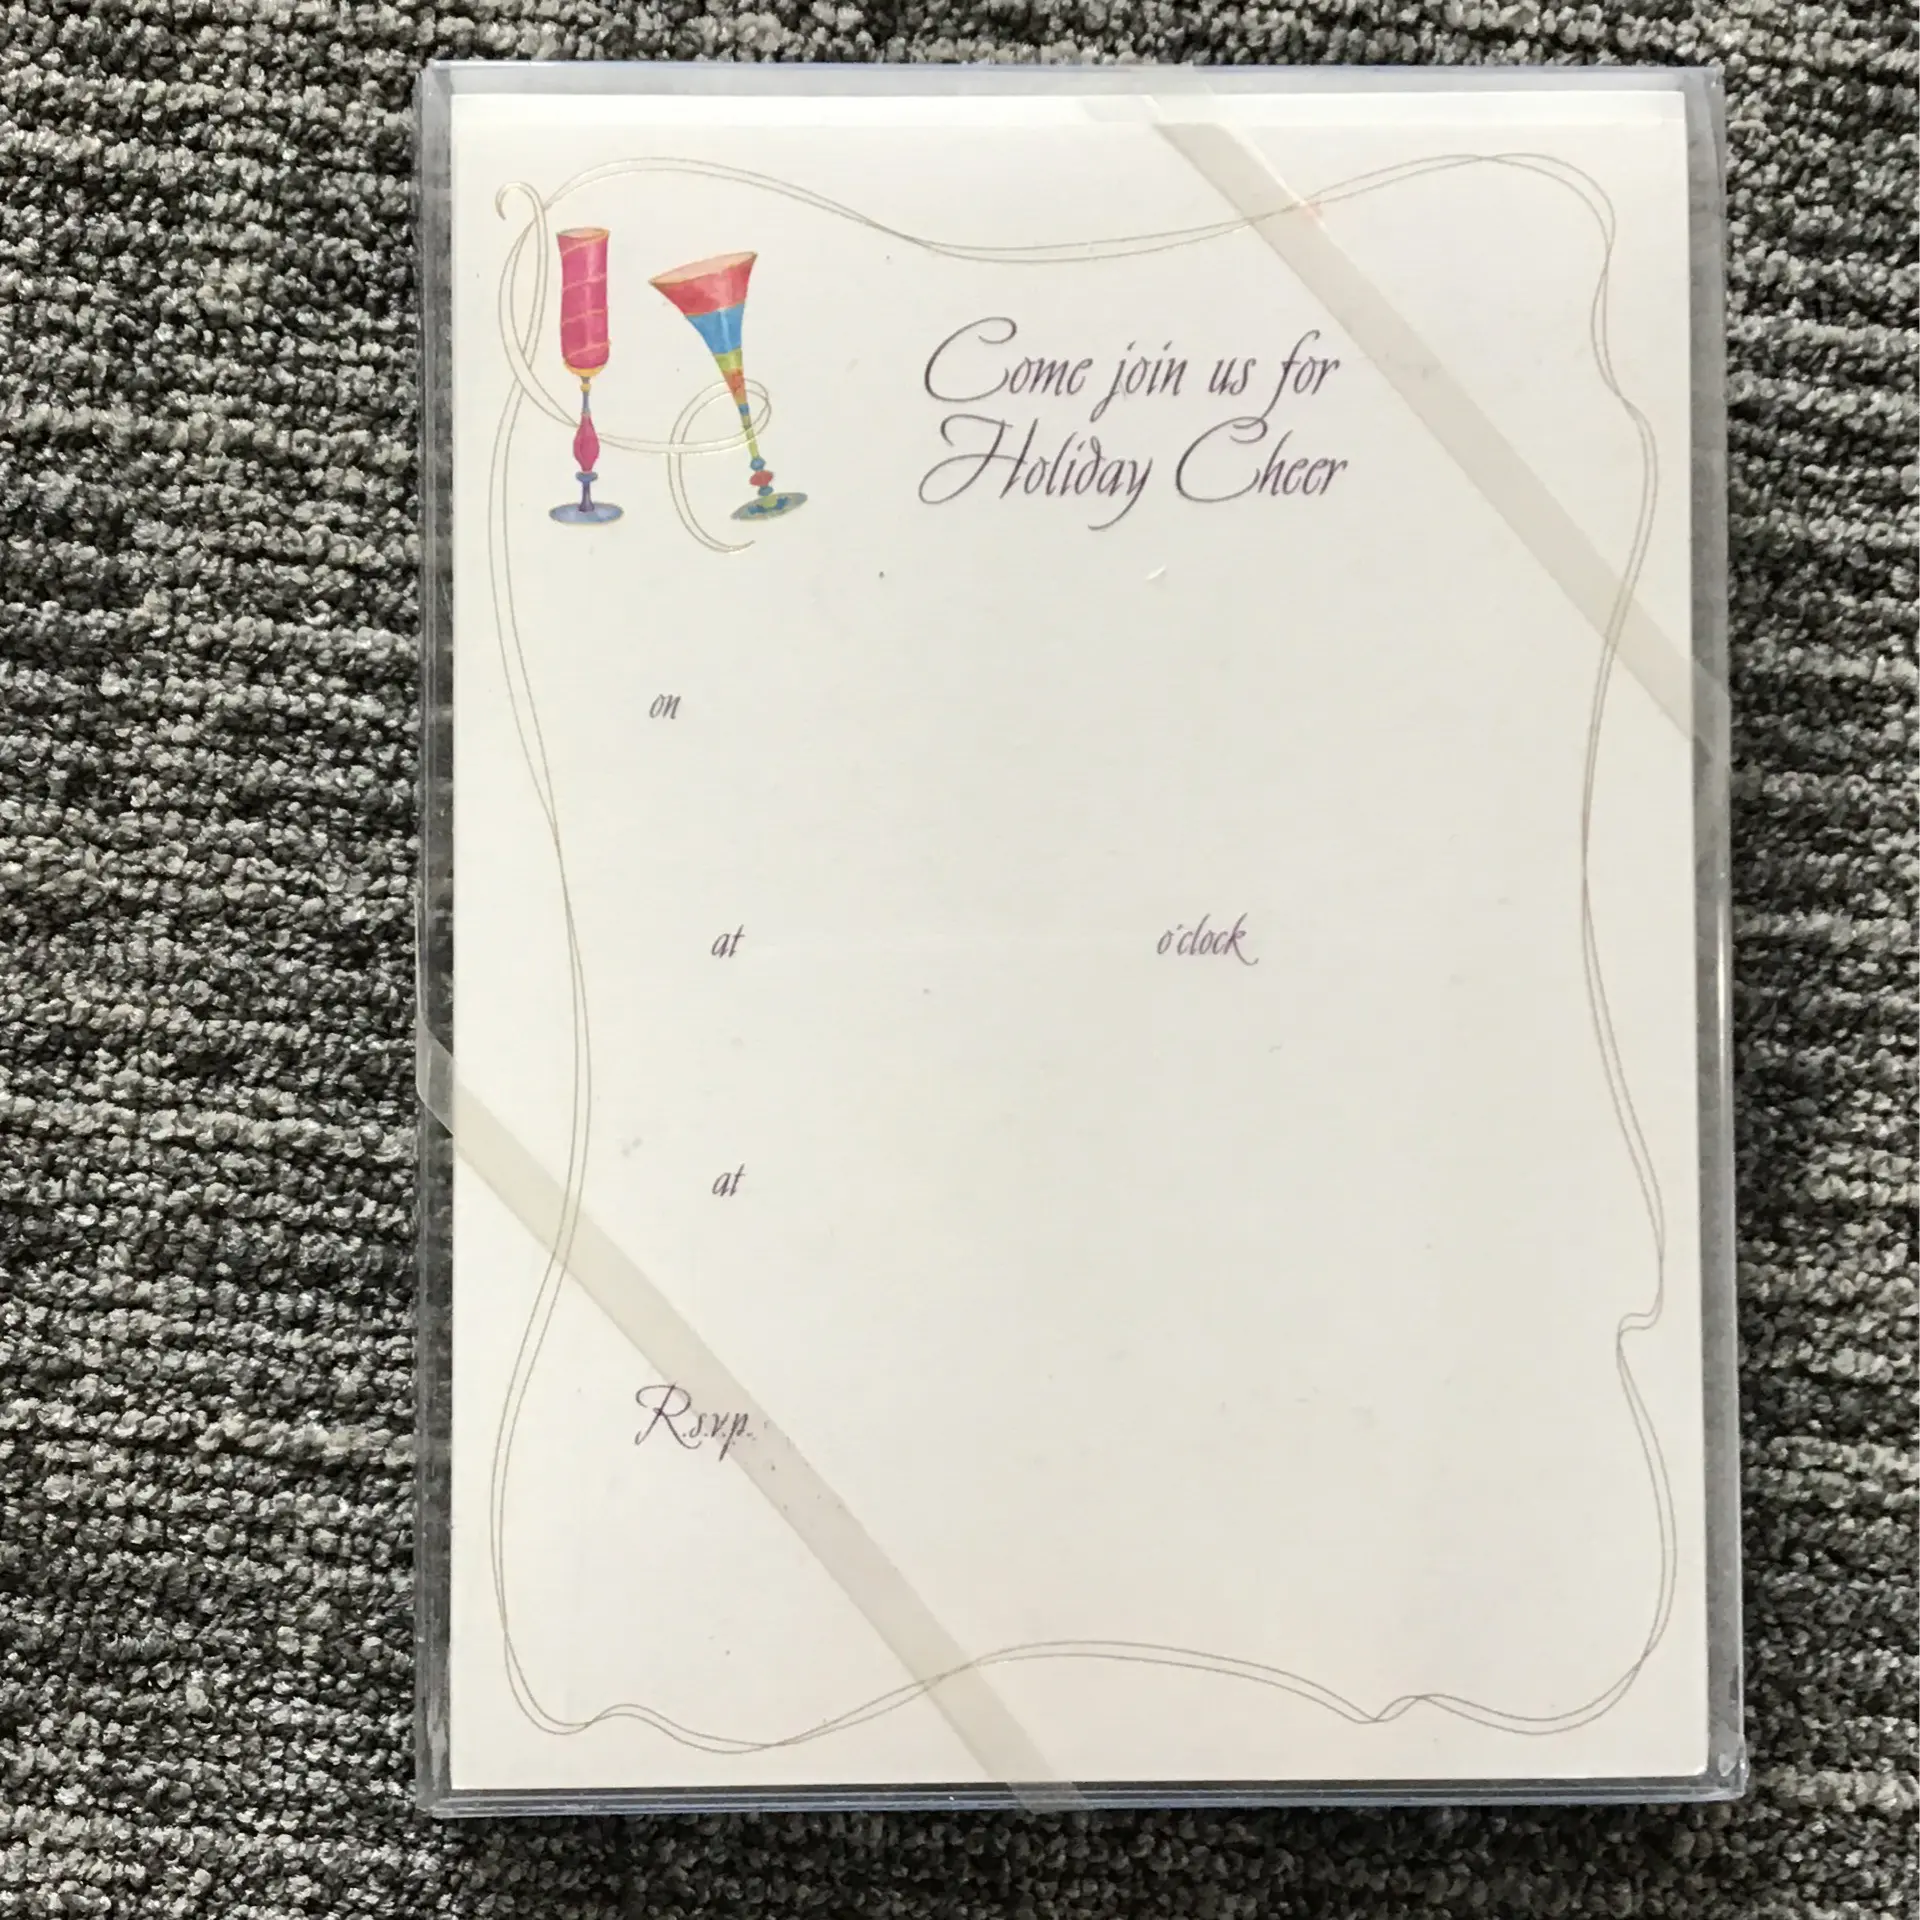 Come join us for
Holiday Cheer
on
at o'clock
at
R.s.v.p.